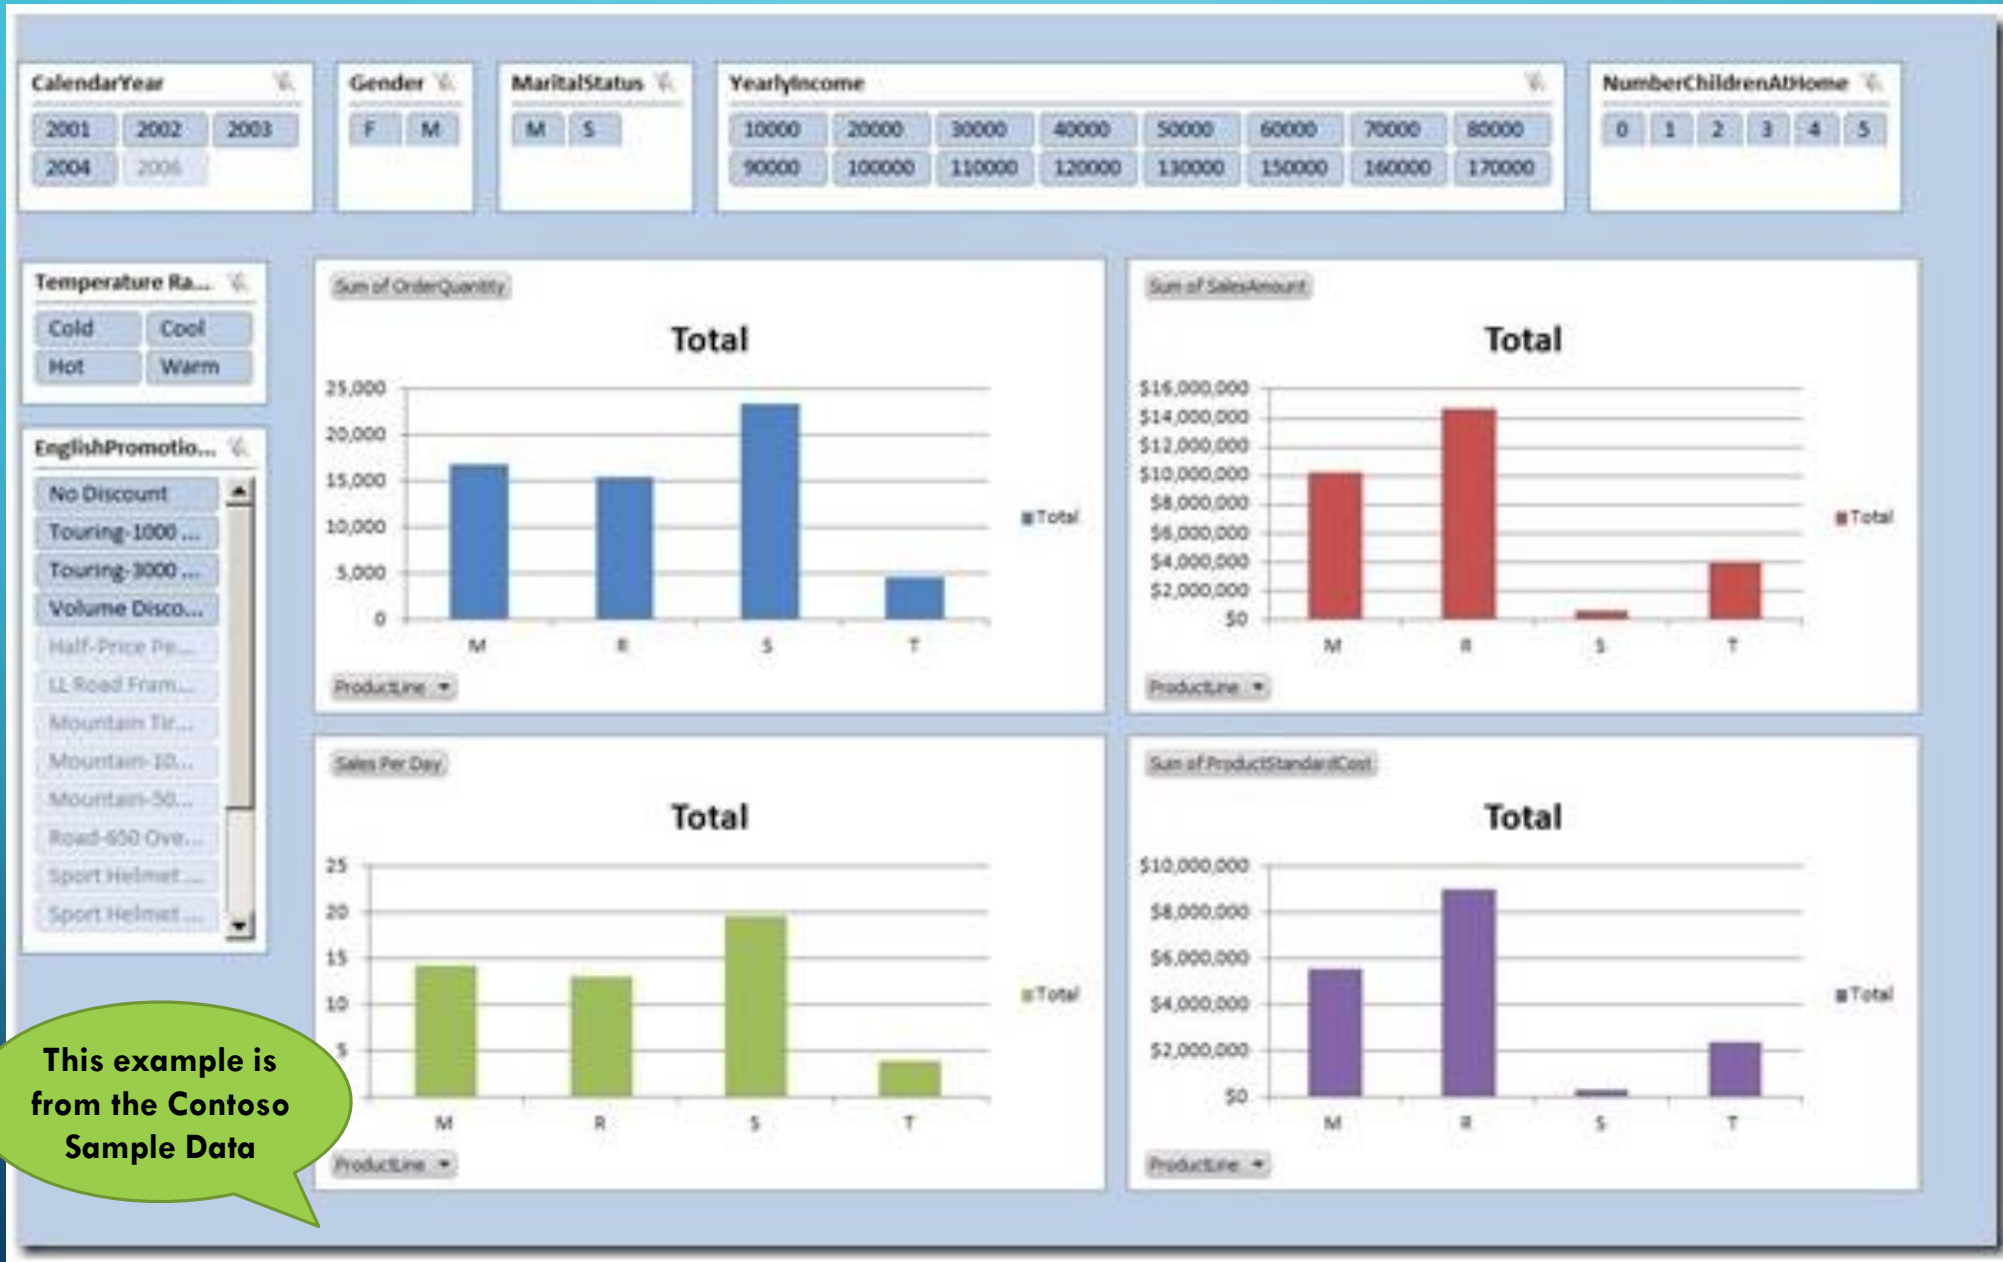 CalendarYear
2001 2002 2003
2004 2006
Gender
F M
MaritalStatus
M S
YearlyIncome
10000 20000 30000 40000 50000 60000 70000 80000
90000 100000 110000 120000 130000 150000 160000 170000
NumberChildrenAtHome
0 1 2 3 4 5
Temperature Ra...
Cold Cool
Hot Warm
EnglishPromotio...
No Discount
Touring-1000 ...
Touring-3000 ...
Volume Disco...
Half-Price Pe...
LL Road Fram...
Mountain Tir...
Mountain-10...
Mountain-50...
Road-650 Ove...
Sport Helmet ...
Sport Helmet ...
Sum of OrderQuantity
Total
25,000
20,000
15,000
10,000
5,000
0
M R S T
Total
ProductLine
Sum of SalesAmount
Total
$16,000,000
$14,000,000
$12,000,000
$10,000,000
$8,000,000
$6,000,000
$4,000,000
$2,000,000
$0
M R S T
Total
ProductLine
Sales Per Day
Total
25
20
15
10
5
M R S T
Total
ProductLine
Sum of ProductStandardCost
Total
$10,000,000
$8,000,000
$6,000,000
$4,000,000
$2,000,000
$0
M R S T
Total
ProductLine
This example is
from the Contoso
Sample Data